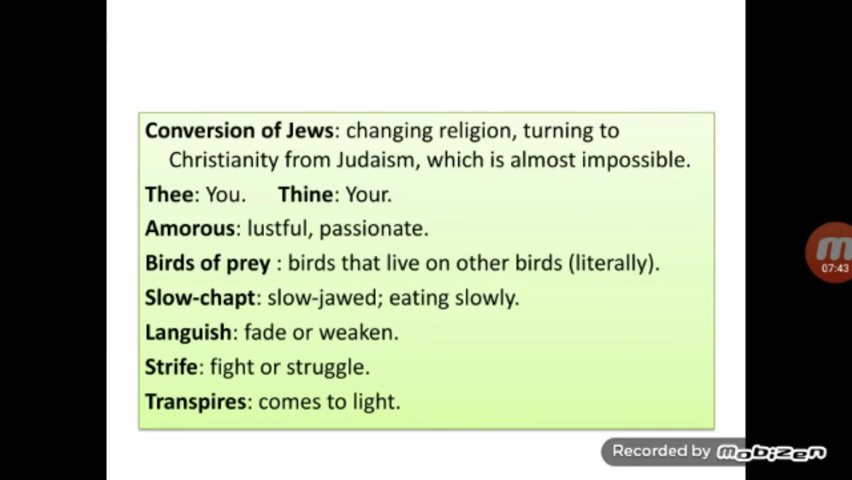 Conversion of Jews: changing religion, turning to
Christianity from Judaism, which is almost impossible.
Thee: You. Thine: Your.
Amorous: lustful, passionate.
Birds of prey : birds that live on other birds (literally).
Slow-chapt: slow-jawed; eating slowly.
Languish: fade or weaken.
Strife: fight or struggle.
Transpires: comes to light.
m
07:43
Recorded by mobizen